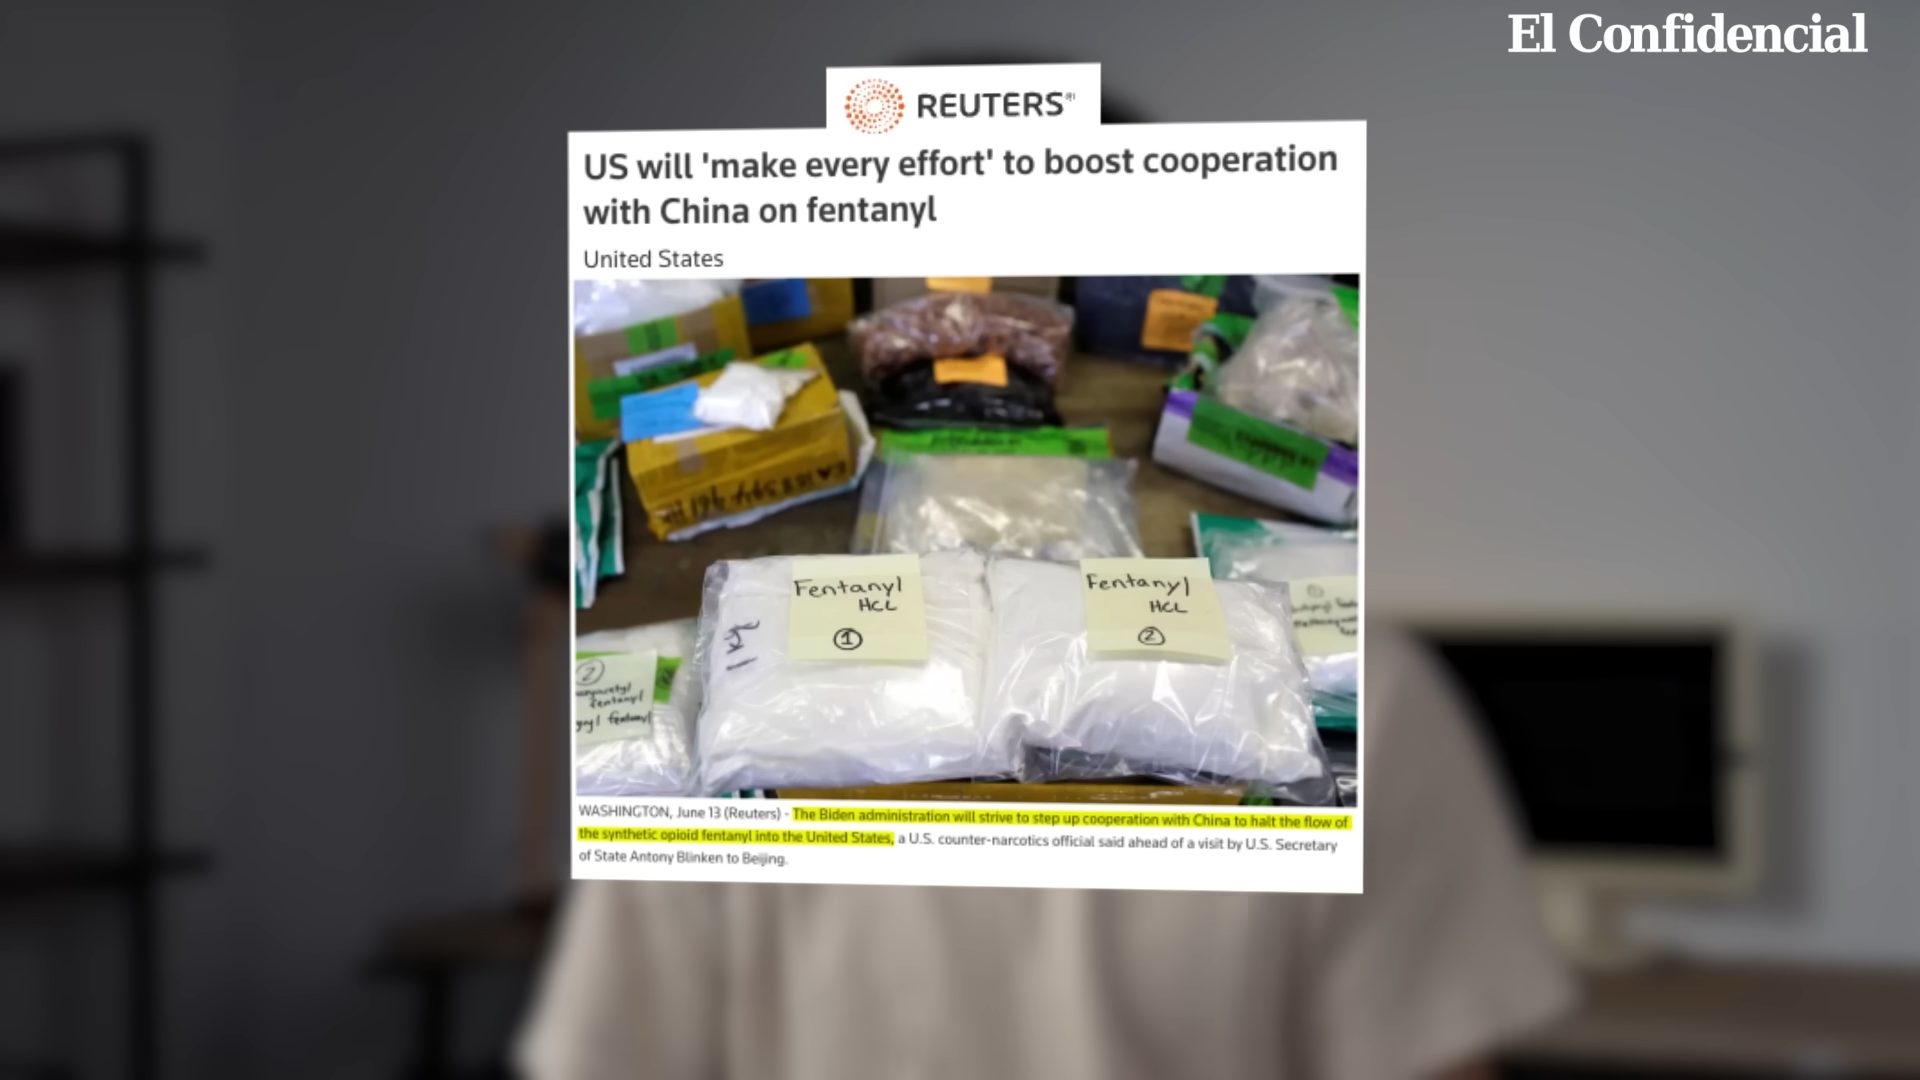 El Confidencial
REUTERS
US will 'make every effort' to boost cooperation
with China on fentanyl
United States
Fentanyl
HCL
1
Fentanyl
HCL
2
2
fentanyl
fentanyl
WASHINGTON, June 13 (Reuters) - The Biden administration will strive to step up cooperation with China to halt the flow of
the synthetic opioid fentanyl into the United States, a U.S. counter-narcotics official said ahead of a visit by U.S. Secretary
of State Antony Blinken to Beijing.